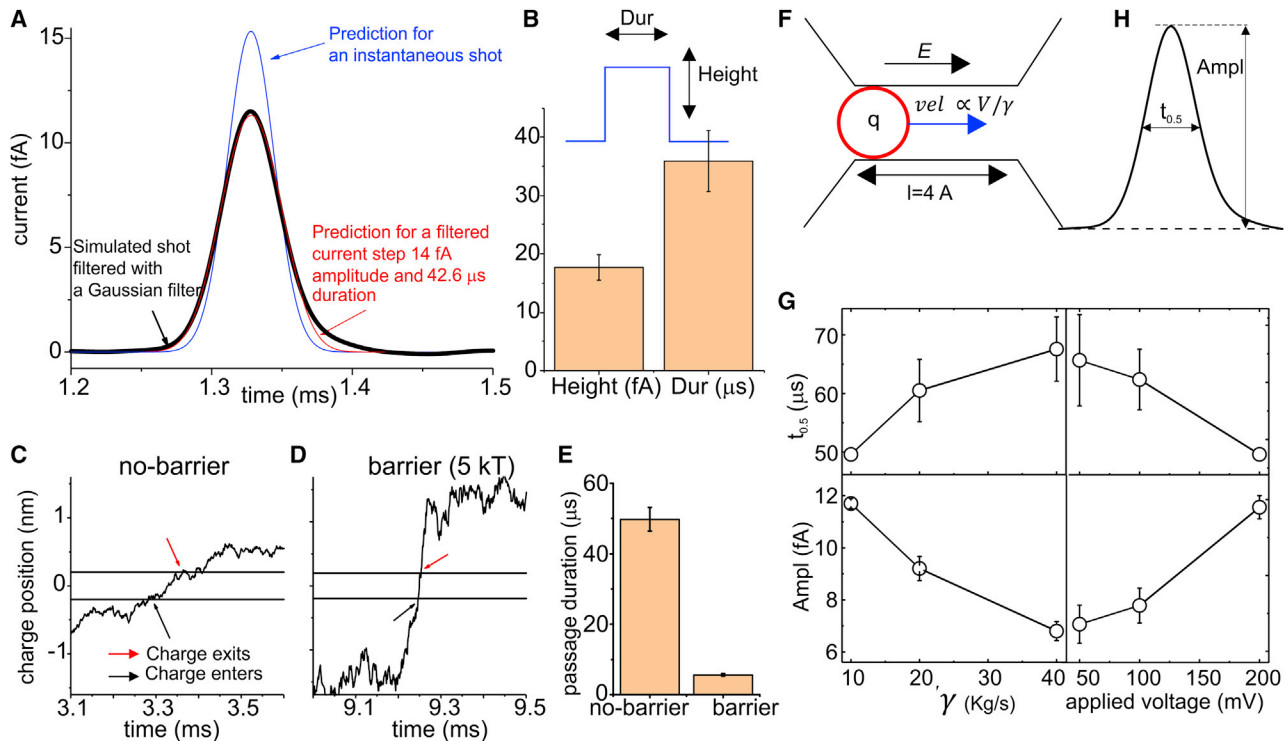 A
15
10
5
0
current (fA)
Prediction for
an instantaneous shot
Simulated shot
filtered with
a Gaussian filter
Prediction for a filtered
current step 14 fA
amplitude and 42.6 μs
duration
1.2
1.3
1.4
1.5
time (ms)
B
Dur
Height
40
30
20
10
0
Height (fA)
Dur (μs)
C
no-barrier
charge position (nm)
1
0
-1
Charge exits
Charge enters
3.1
3.3
3.5
time (ms)
D
barrier (5 kT)
9.1
9.3
9.5
time (ms)
E
passage duration (μs)
60
40
20
0
no-barrier
barrier
F
E
q
vel ∝ V/γ
l=4 A
H
Ampl
t0.5
G
t0.5 (μs)
70
60
50
Ampl (fA)
12
10
8
6
10
20
30
40
γ (Kg/s)
50
100
150
200
applied voltage (mV)